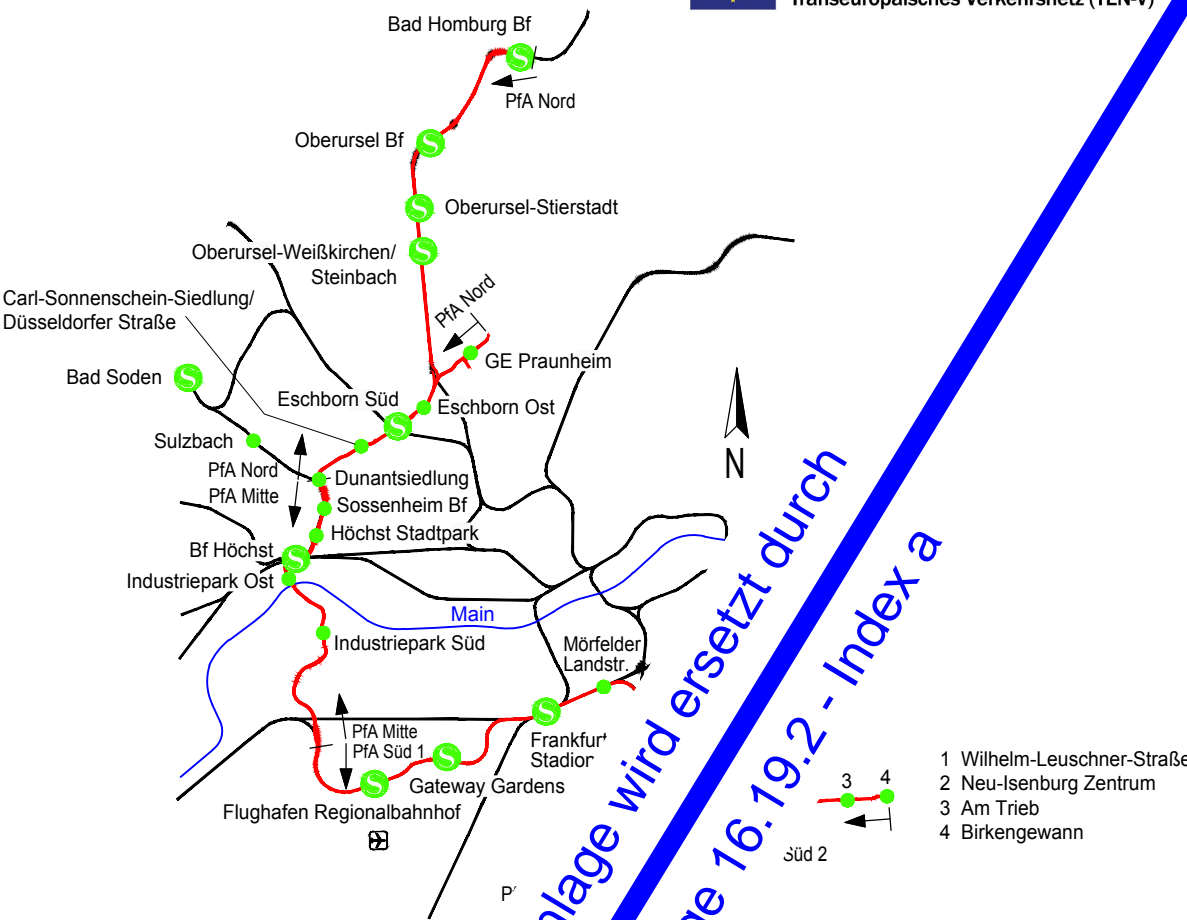 Transeuropäisches Verkehrsnetz (TEN-V)
Bad Homburg Bf
PfA Nord
Oberursel Bf
Oberursel-Stierstadt
Oberursel-Weißkirchen/
Steinbach
Carl-Sonnenschein-Siedlung/
Düsseldorfer Straße
PfA Nord
GE Praunheim
Bad Soden
Eschborn Süd
Eschborn Ost
Sulzbach
PfA Nord
PfA Mitte
Dunantsiedlung
Sossenheim Bf
Höchst Stadtpark
Bf Höchst
Industriepark Ost
N
Main
Industriepark Süd
Mörfelder
Landstr.
PfA Mitte
PfA Süd 1
Frankfurt
Stadion
Gateway Gardens
Flughafen Regionalbahnhof
wird ersetzt durch
16.19.2 - Index a
3 4
Süd 2
1 Wilhelm-Leuschner-Straße
2 Neu-Isenburg Zentrum
3 Am Trieb
4 Birkengewann